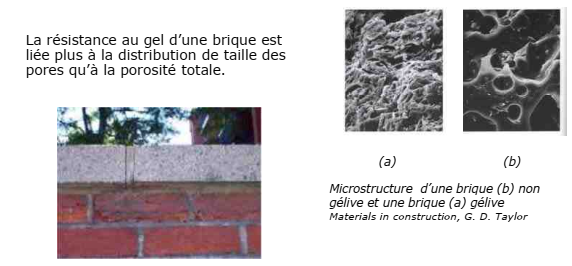 La résistance au gel d’une brique est
liée plus à la distribution de taille des
pores qu’à la porosité totale.
(a)
(b)
Microstructure d’une brique (b) non
gélive et une brique (a) gélive
Materials in construction, G. D. Taylor